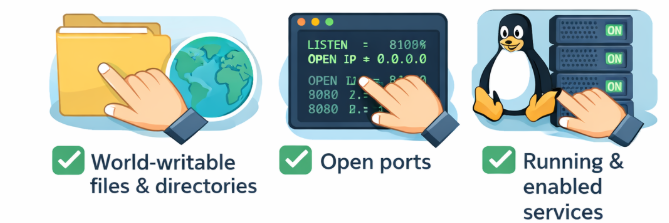 LISTEN = 8108%
OPEN IP = 0.0.0.0
OPEN
8080
8080
ON
ON
ON
World-writable
files & directories
Open ports
Running &
enabled
services